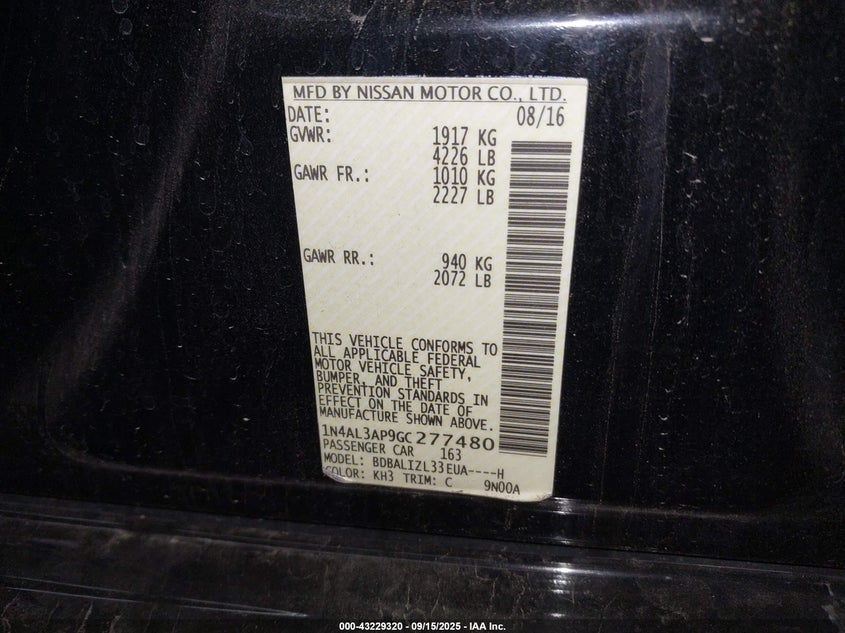 MFD BY NISSAN MOTOR CO., LTD.
DATE: 08/16
GVWR: 1917 KG
4226 LB
GAWR FR.: 1010 KG
2227 LB
GAWR RR.: 940 KG
2072 LB
THIS VEHICLE CONFORMS TO
ALL APPLICABLE FEDERAL
MOTOR VEHICLE SAFETY,
BUMPER, AND THEFT
PREVENTION STANDARDS IN
EFFECT ON THE DATE OF
MANUFACTURE SHOWN ABOVE.
1N4AL3AP9GC277480
PASSENGER CAR 163
MODEL: BDBALIZL33EUA----H
COLOR: KH3 TRIM: C 9N00A
000-43229320 - 09/15/2025 - IAA Inc.